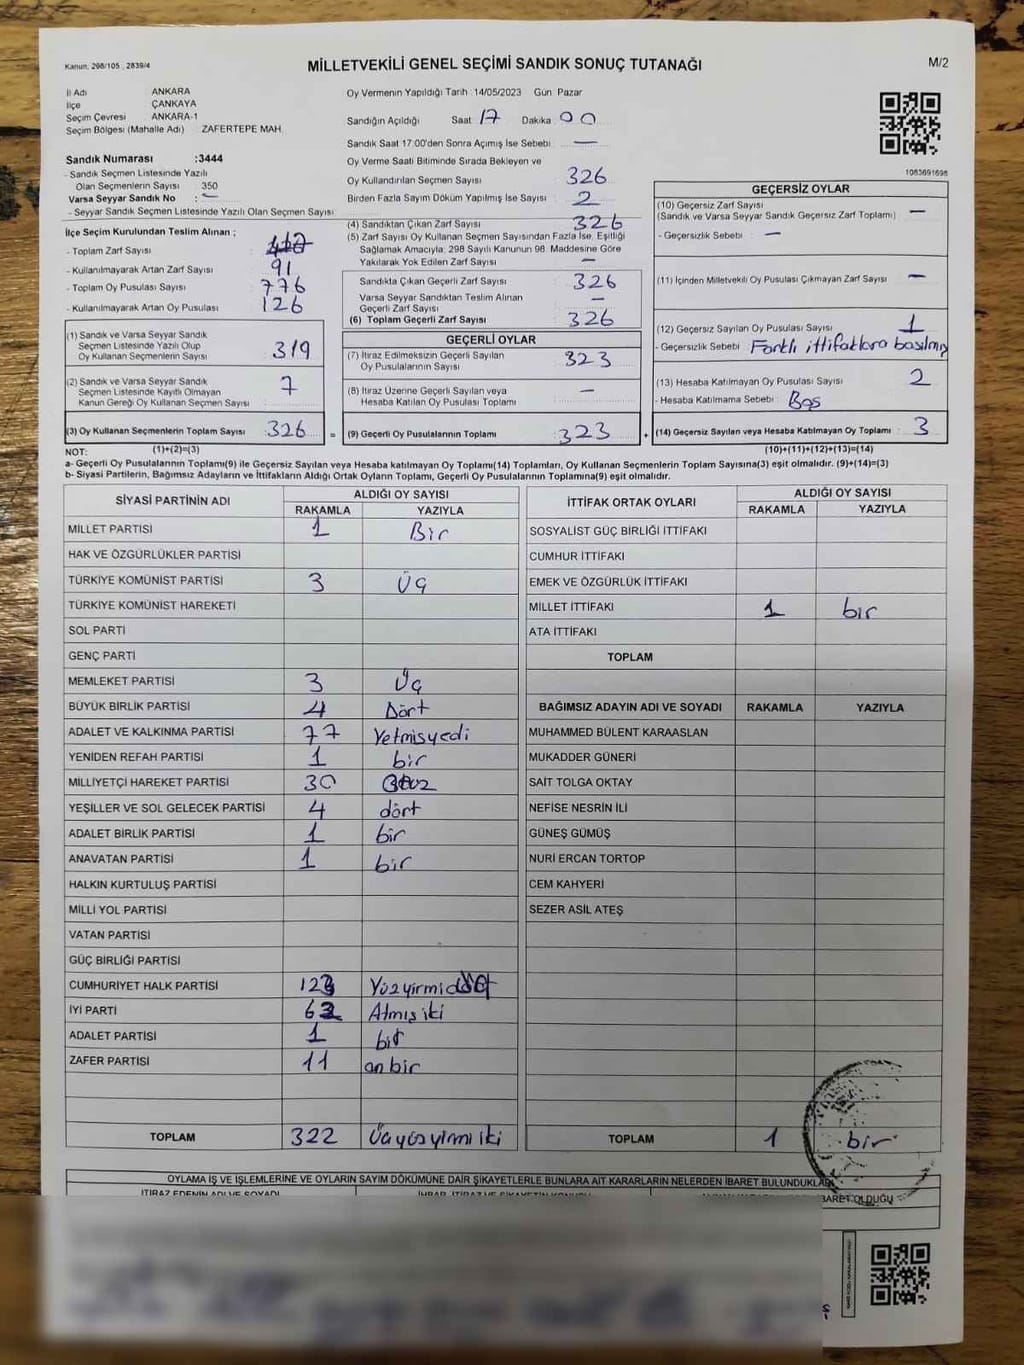 Kanun: 298/105 , 2839/4
MİLLETVEKİLİ GENEL SEÇİMİ SANDIK SONUÇ TUTANAĞI
M/2
İl Adı ANKARA
İlçe ÇANKAYA
Seçim Çevresi ANKARA-1
Seçim Bölgesi (Mahalle Adı) ZAFERTEPE MAH.
Oy Vermenin Yapıldığı Tarih :14/05/2023 Gün: Pazar
Sandığın Açıldığı Saat 17 Dakika: 00
Sandık Saat 17:00'den Sonra Açımış İse Sebebi: —
Oy Verme Saati Bitiminde Sırada Bekleyen ve
Oy Kullandırılan Seçmen Sayısı 326
Birden Fazla Sayım Döküm Yapılmış İse Sayısı 2
1083691698
Sandık Numarası :3444
- Sandık Seçmen Listesinde Yazılı
Olan Seçmenlerin Sayısı : 350
Varsa Seyyar Sandık No : —
- Seyyar Sandık Seçmen Listesinde Yazılı Olan Seçmen Sayısı:
İlçe Seçim Kurulundan Teslim Alınan ;
- Toplam Zarf Sayısı
- Kullanılmayarak Artan Zarf Sayısı 91
- Toplam Oy Pusulası Sayısı 776
- Kullanılmayarak Artan Oy Pusulası 126
(4) Sandıktan Çıkan Zarf Sayısı 326
(5) Zarf Sayısı Oy Kullanan Seçmen Sayısından Fazla İse, Eşitliği
Sağlamak Amacıyla; 298 Sayılı Kanunun 98. Maddesine Göre
Yakılarak Yok Edilen Zarf Sayısı —
Sandıkta Çıkan Geçerli Zarf Sayısı: 326
Varsa Seyyar Sandıktan Teslim Alınan
Geçerli Zarf Sayısı —
(6) Toplam Geçerli Zarf Sayısı: 326
GEÇERSİZ OYLAR
(10) Geçersiz Zarf Sayısı
(Sandık ve Varsa Seyyar Sandık Geçersiz Zarf Toplamı) —
- Geçersizlik Sebebi : —
(11) İçinden Milletvekili Oy Pusulası Çıkmayan Zarf Sayısı —
(12) Geçersiz Sayılan Oy Pusulası Sayısı 1
- Geçersizlik Sebebi Farklı ittifaklara basılmış
(13) Hesaba Katılmayan Oy Pusulası Sayısı 2
- Hesaba Katılmama Sebebi : Boş
(14) Geçersiz Sayılan veya Hesaba Katılmayan Oy Toplamı 3
(10)+(11)+(12)+(13)=(14)
(1) Sandık ve Varsa Seyyar Sandık
Seçmen Listesinde Yazılı Olup
Oy Kullanan Seçmenlerin Sayısı 319
(2) Sandık ve Varsa Seyyar Sandık
Seçmen Listesinde Kayıtlı Olmayan
Kanun Gereği Oy Kullanan Seçmen Sayısı 7
(3) Oy Kullanan Seçmenlerin Toplam Sayısı 326 =
(1)+(2)=(3)
GEÇERLİ OYLAR
(7) İtiraz Edilmeksizin Geçerli Sayılan
Oy Pusulalarının Sayısı 323
(8) İtiraz Üzerine Geçerli Sayılan veya
Hesaba Katılan Oy Pusulası Toplamı —
(9) Geçerli Oy Pusulalarının Toplamı 323 +
NOT:
a- Geçerli Oy Pusulalarının Toplamı(9) ile Geçersiz Sayılan veya Hesaba katılmayan Oy Toplamı(14) Toplamları, Oy Kullanan Seçmenlerin Toplam Sayısına(3) eşit olmalıdır. (9)+(14)=(3)
b- Siyasi Partilerin, Bağımsız Adayların ve İttifakların Aldığı Ortak Oyların Toplamı, Geçerli Oy Pusulalarının Toplamına(9) eşit olmalıdır.
SİYASİ PARTİNİN ADI ALDIĞI OY SAYISI
RAKAMLA YAZIYLA
MİLLET PARTİSİ 1 Bir
HAK VE ÖZGÜRLÜKLER PARTİSİ
TÜRKİYE KOMÜNİST PARTİSİ 3 Üç
TÜRKİYE KOMÜNİST HAREKETİ
SOL PARTİ
GENÇ PARTİ
MEMLEKET PARTİSİ 3 Üç
BÜYÜK BİRLİK PARTİSİ 4 Dört
ADALET VE KALKINMA PARTİSİ 77 Yetmisyedi
YENİDEN REFAH PARTİSİ 1 bir
MİLLİYETÇİ HAREKET PARTİSİ 30 Otuz
YEŞİLLER VE SOL GELECEK PARTİSİ 4 dört
ADALET BİRLİK PARTİSİ 1 bir
ANAVATAN PARTİSİ 1 bir
HALKIN KURTULUŞ PARTİSİ
MİLLİ YOL PARTİSİ
VATAN PARTİSİ
GÜÇ BİRLİĞİ PARTİSİ
CUMHURİYET HALK PARTİSİ
İYİ PARTİ 62 Atmış iki
ADALET PARTİSİ 1 bir
ZAFER PARTİSİ 11 on bir
TOPLAM 322 Üçyüzyirmi iki
İTTİFAK ORTAK OYLARI ALDIĞI OY SAYISI
RAKAMLA YAZIYLA
SOSYALİST GÜÇ BİRLİĞİ İTTİFAKI
CUMHUR İTTİFAKI
EMEK VE ÖZGÜRLÜK İTTİFAKI
MİLLET İTTİFAKI 1 bir
ATA İTTİFAKI
TOPLAM
BAĞIMSIZ ADAYIN ADI VE SOYADI RAKAMLA YAZIYLA
MUHAMMED BÜLENT KARAASLAN
MUKADDER GÜNERİ
SAİT TOLGA OKTAY
NEFİSE NESRİN İLİ
GÜNEŞ GÜMÜŞ
NURİ ERCAN TORTOP
CEM KAHYERİ
SEZER ASİL ATEŞ
TOPLAM 1 bir
OYLAMA İŞ VE İŞLEMLERİNE VE OYLARIN SAYIM DÖKÜMÜNE DAİR ŞİKAYETLERLE BUNLARA AİT KARARLARIN NELERDEN İBARET BULUNDUKLARI
İTİRAZ EDENİN ADI VE SOYADI